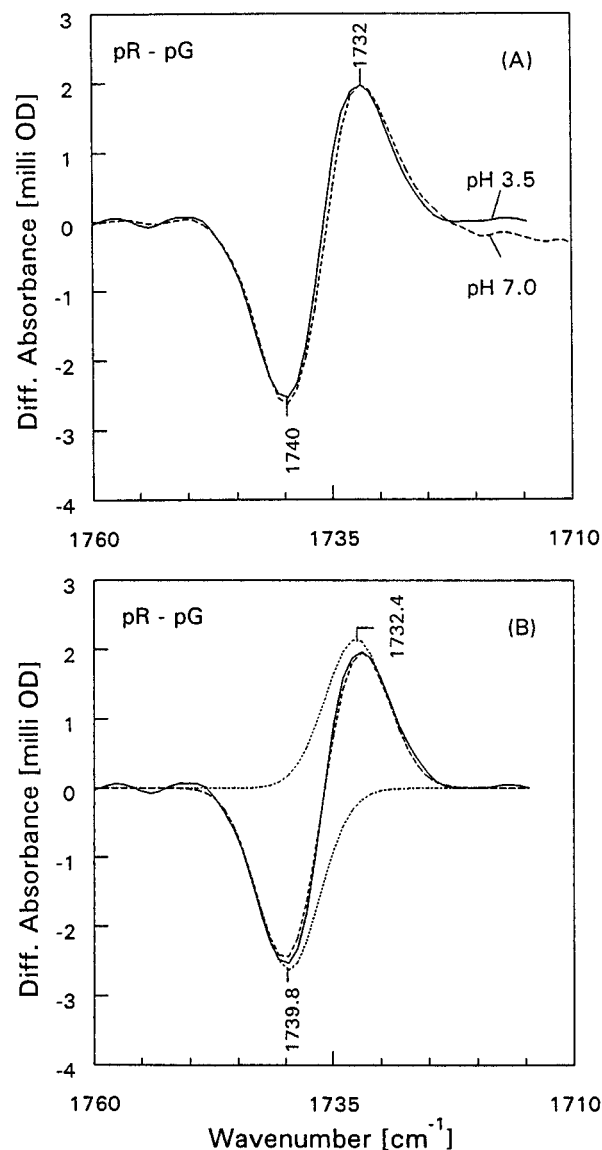 3
pR - pG
1732
(A)
2
1
pH 3.5
0
pH 7.0
-1
-2
-3
1740
-4
1760
1735
1710
Diff. Absorbance [milli OD]
3
pR - pG
1732.4
(B)
2
1
0
-1
-2
-3
1739.8
-4
1760
1735
1710
Diff. Absorbance [milli OD]
Wavenumber [cm⁻¹]